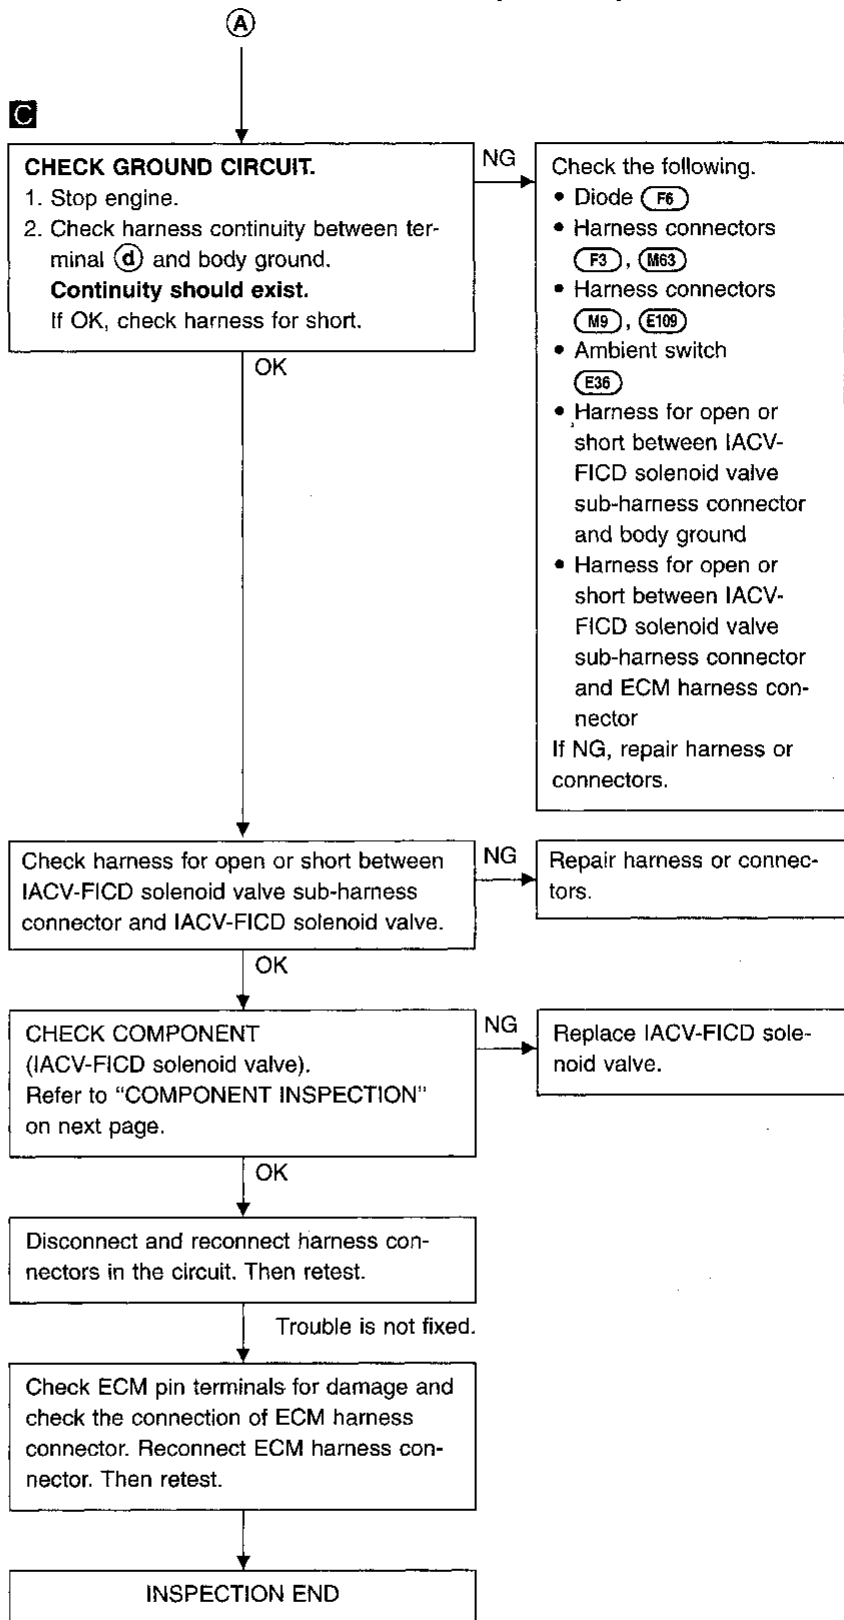 A
C
CHECK GROUND CIRCUIT.
1. Stop engine.
2. Check harness continuity between ter-
minal d and body ground.
Continuity should exist.
If OK, check harness for short.
NG
Check the following.
• Diode F6
• Harness connectors
F3, M63
• Harness connectors
M9, E109
• Ambient switch
E36
• Harness for open or
short between IACV-
FICD solenoid valve
sub-harness connector
and body ground
• Harness for open or
short between IACV-
FICD solenoid valve
sub-harness connector
and ECM harness con-
nector
If NG, repair harness or
connectors.
OK
Check harness for open or short between
IACV-FICD solenoid valve sub-harness
connector and IACV-FICD solenoid valve.
NG
Repair harness or connec-
tors.
OK
CHECK COMPONENT
(IACV-FICD solenoid valve).
Refer to “COMPONENT INSPECTION”
on next page.
NG
Replace IACV-FICD sole-
noid valve.
OK
Disconnect and reconnect harness con-
nectors in the circuit. Then retest.
Trouble is not fixed.
Check ECM pin terminals for damage and
check the connection of ECM harness
connector. Reconnect ECM harness con-
nector. Then retest.
INSPECTION END